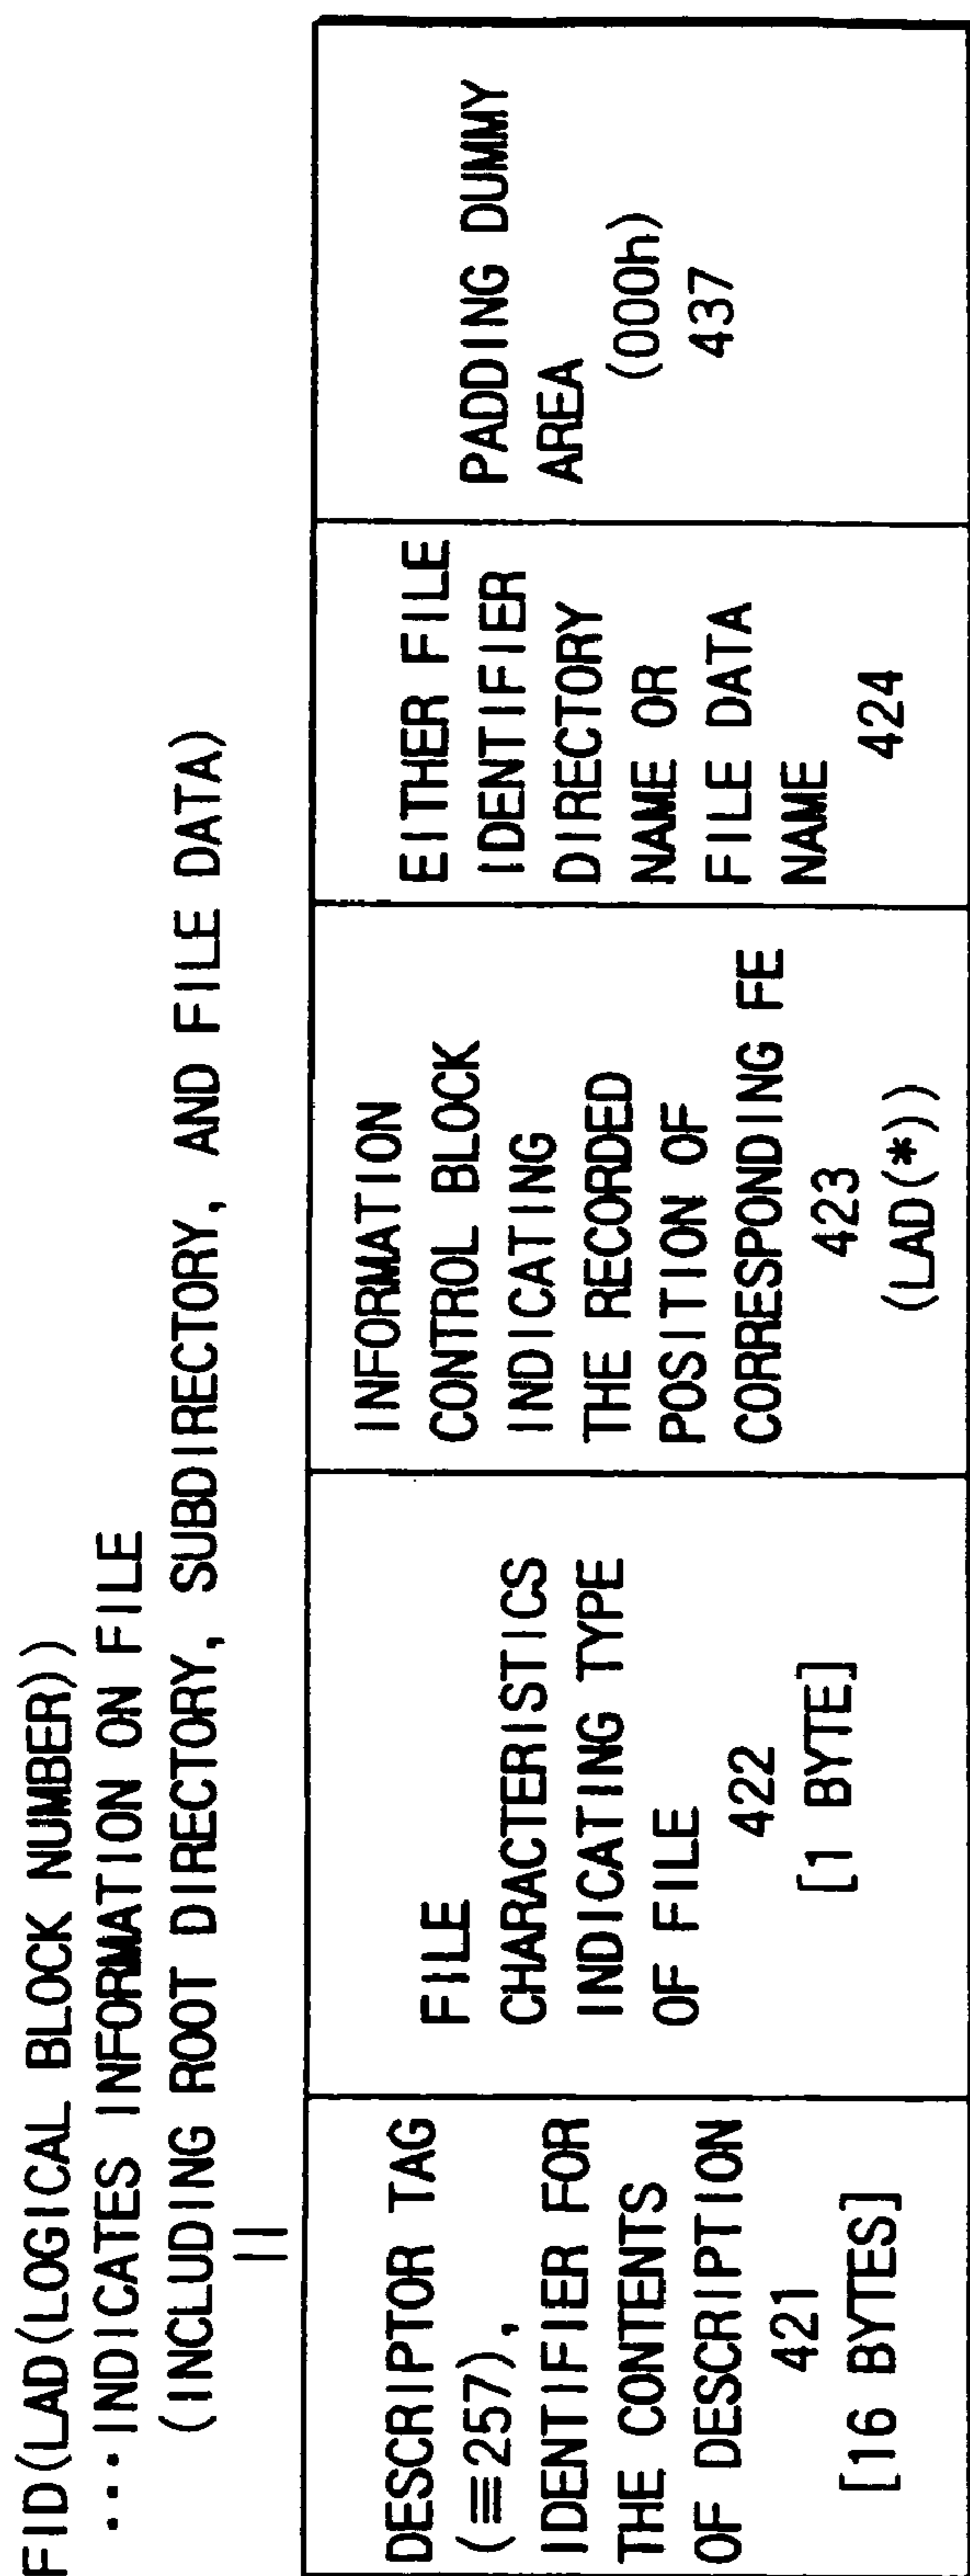 FID(LAD(LOGICAL BLOCK NUMBER))
···INDICATES INFORMATION ON FILE
(INCLUDING ROOT DIRECTORY, SUBDIRECTORY, AND FILE DATA)
||
DESCRIPTOR TAG
(≡257),
IDENTIFIER FOR
THE CONTENTS
OF DESCRIPTION
421
[16 BYTES]
FILE
CHARACTERISTICS
INDICATING TYPE
OF FILE
422
[1 BYTE]
INFORMATION
CONTROL BLOCK
INDICATING
THE RECORDED
POSITION OF
CORRESPONDING FE
423
(LAD(*))
EITHER FILE
IDENTIFIER
DIRECTORY
NAME OR
FILE DATA
NAME
424
PADDING DUMMY
AREA
(000h)
437